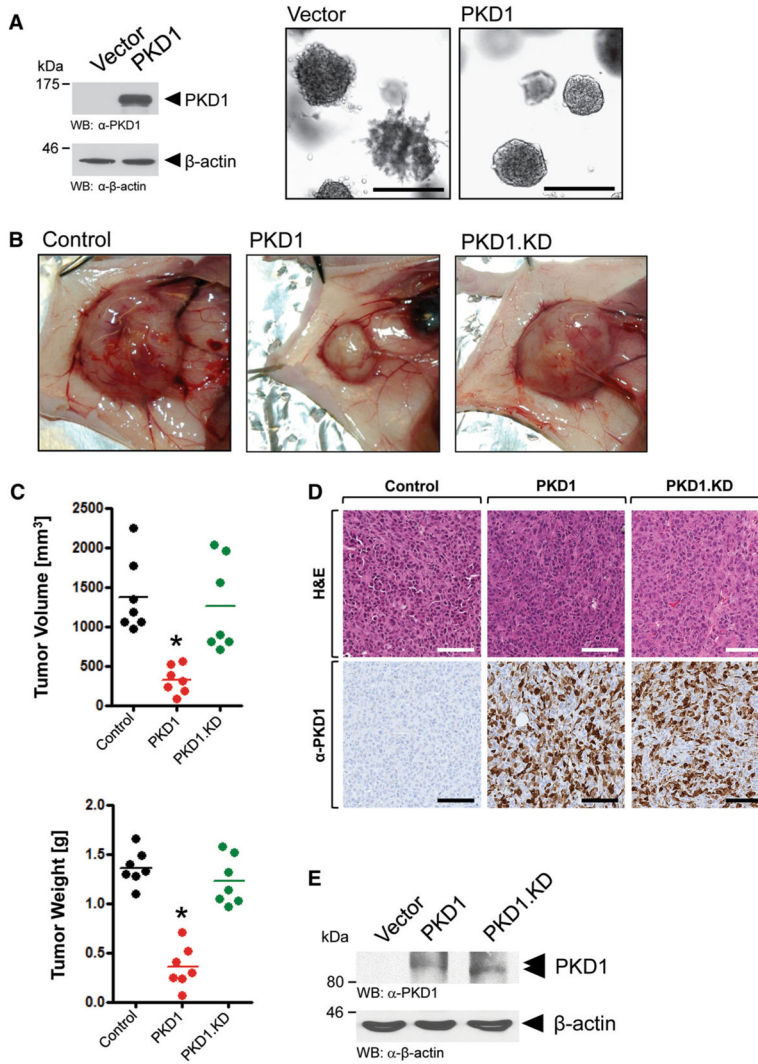 A
Vector
PKD1
kDa
175
PKD1
WB: α-PKD1
46
β-actin
WB: α-β-actin
Vector
PKD1
B
Control
PKD1
PKD1.KD
C
Tumor Volume [mm³]
2500
2000
1500
1000
500
0
*
Control
PKD1
PKD1.KD
Tumor Weight [g]
2.0
1.5
1.0
0.5
0.0
*
Control
PKD1
PKD1.KD
D
Control
PKD1
PKD1.KD
H&E
α-PKD1
E
Vector
PKD1
PKD1.KD
kDa
80
PKD1
WB: α-PKD1
46
β-actin
WB: α-β-actin